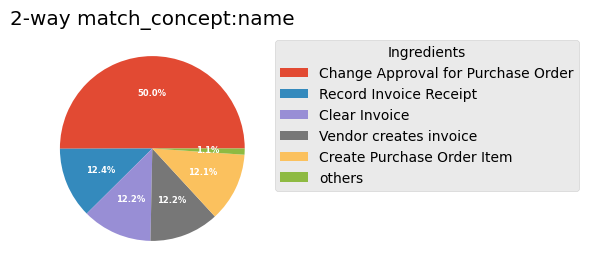 2-way match_concept:name
Ingredients
Change Approval for Purchase Order
Record Invoice Receipt
Clear Invoice
Vendor creates invoice
Create Purchase Order Item
others
50.0%
12.4%
12.2%
12.2%
12.1%
1.1%